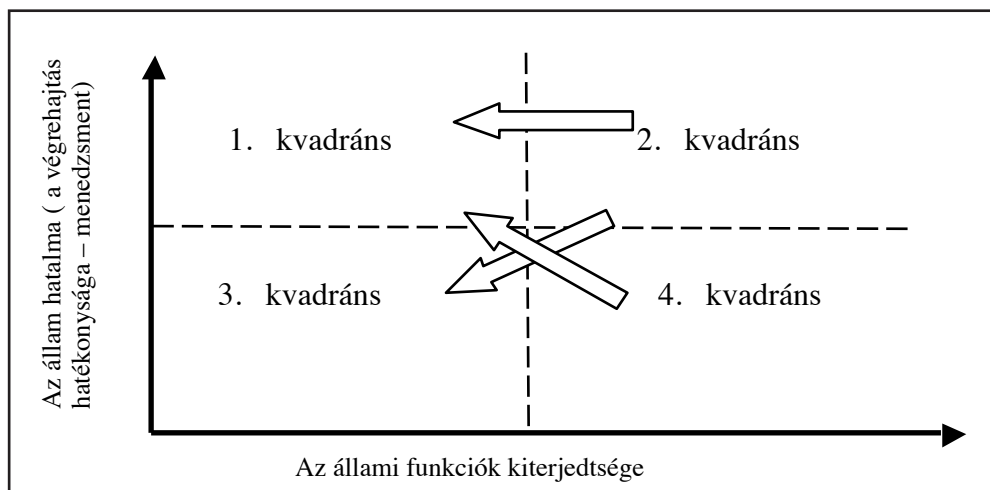 Az állam hatalma ( a végrehajtás
hatékonysága – menedzsment)
1. kvadráns
2. kvadráns
3. kvadráns
4. kvadráns
Az állami funkciók kiterjedtsége